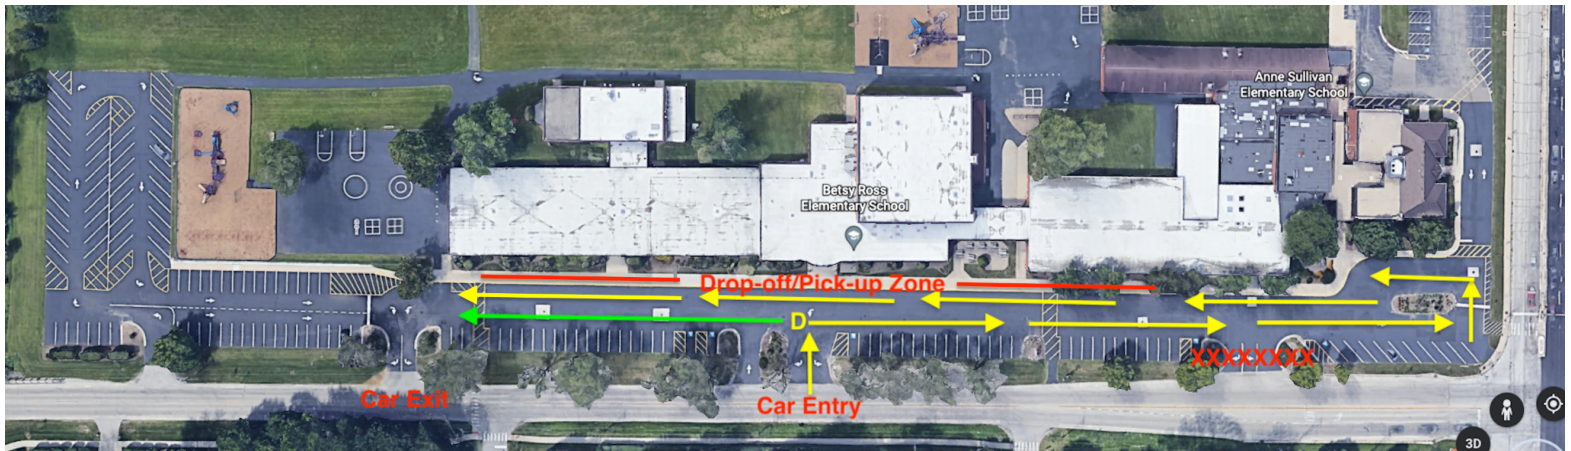 Anne Sullivan
Elementary School
Betsy Ross
Elementary School
Drop-off/Pick-up Zone
D
XXXXXXXX
Car Exit
Car Entry
3D